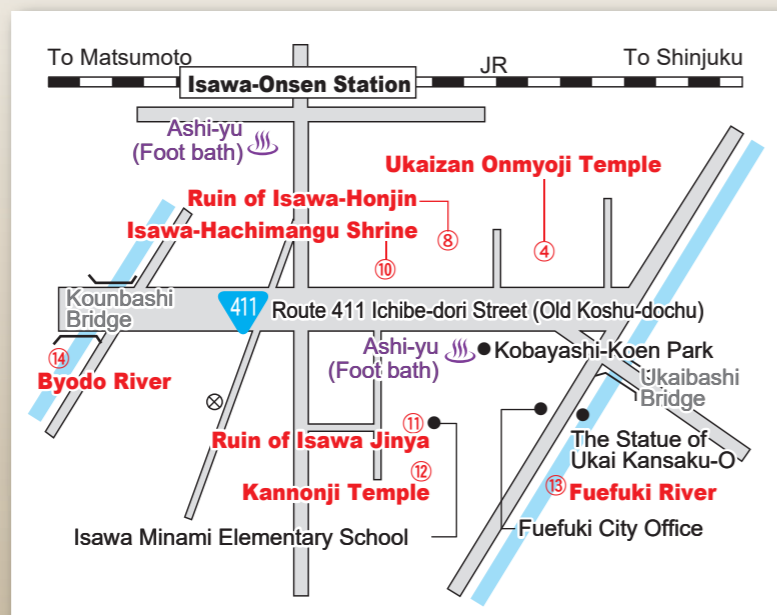 To Matsumoto
JR
To Shinjuku
Isawa-Onsen Station
Ashi-yu
(Foot bath)
Ukaizan Onmyoji Temple
Ruin of Isawa-Honjin
⑧
Isawa-Hachimangu Shrine
⑩
④
Kounbashi
Bridge
411
Route 411 Ichibe-dori Street (Old Koshu-dochu)
⑭
Byodo River
Ashi-yu
(Foot bath)
Kobayashi-Koen Park
Ukaibashi
Bridge
Ruin of Isawa Jinya
⑪
The Statue of
Ukai Kansaku-O
⑫
Kannonji Temple
⑬ Fuefuki River
Isawa Minami Elementary School
Fuefuki City Office